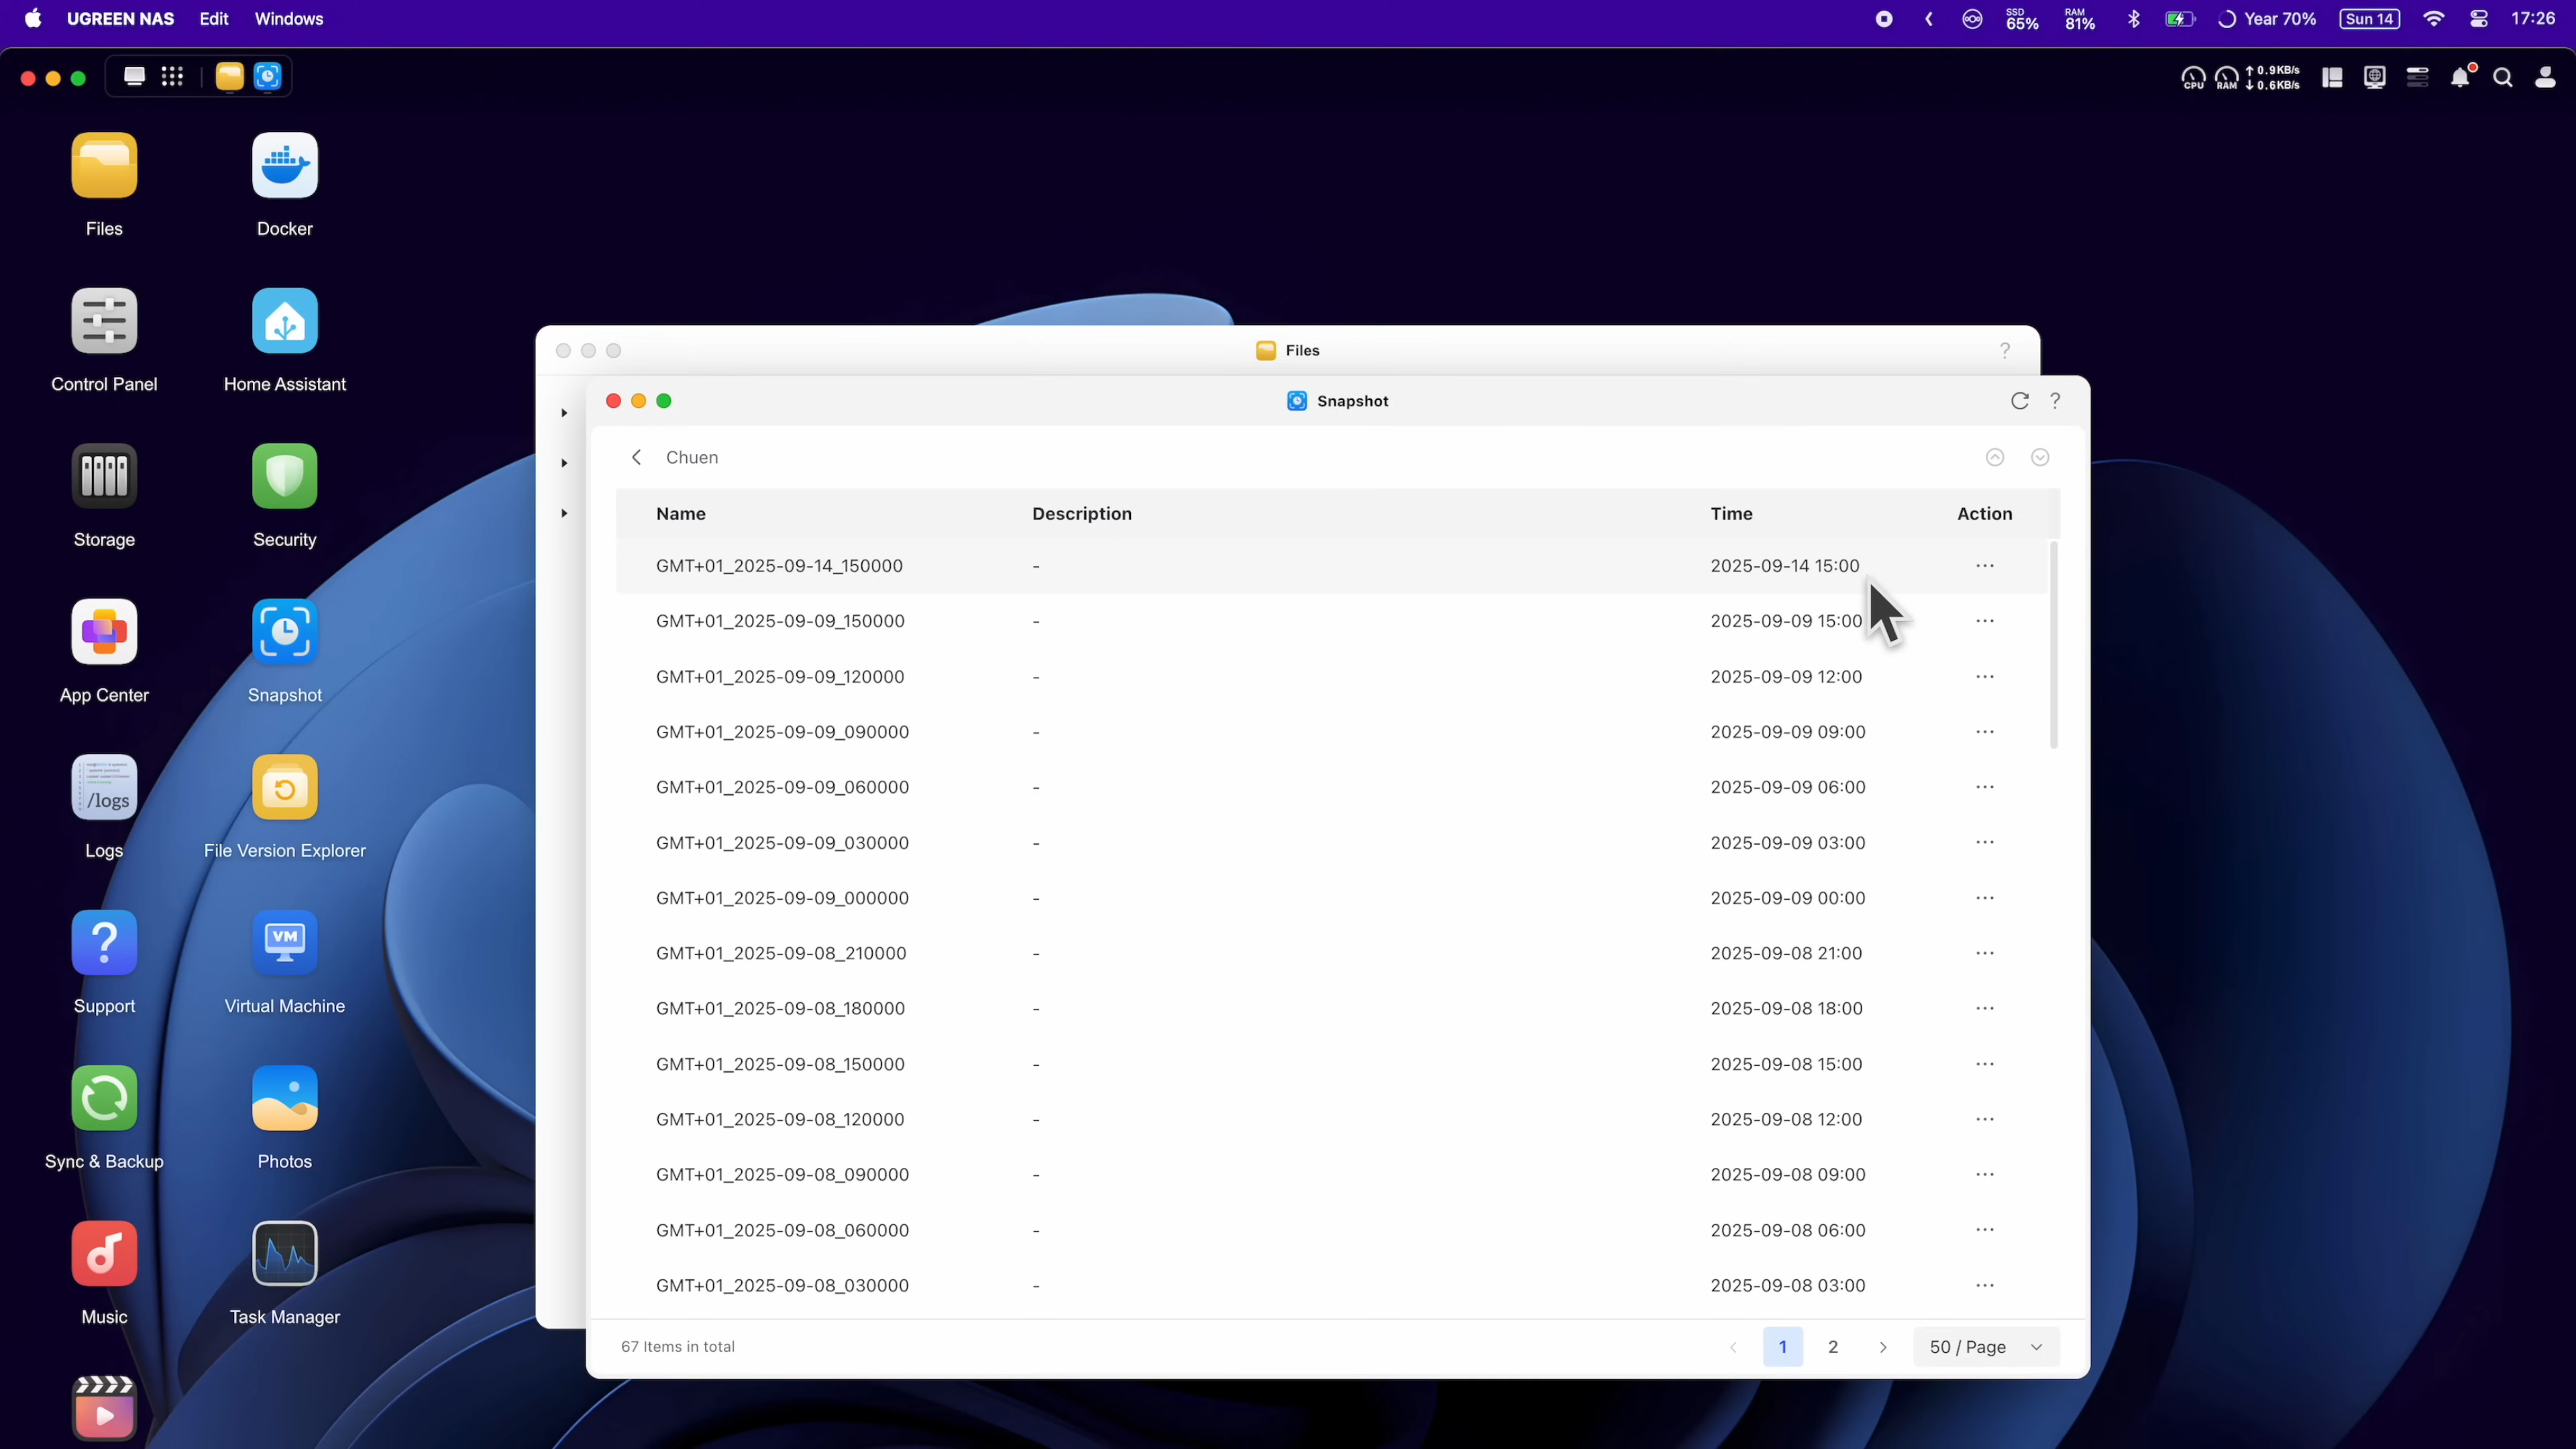 UGREEN NAS Edit Windows SSD 65% RAM 81% Year 70% Sun 14 17:26
CPU RAM 0.9KB/s 0.6KB/s
Files Docker
Control Panel Home Assistant
Storage Security
App Center Snapshot
/logs
Logs File Version Explorer
VM
Support Virtual Machine
Sync & Backup Photos
Music Task Manager
Files ?
Snapshot ?
Chuen
Name Description Time Action
GMT+01_2025-09-14_150000 - 2025-09-14 15:00 ...
GMT+01_2025-09-09_150000 - 2025-09-09 15:00 ...
GMT+01_2025-09-09_120000 - 2025-09-09 12:00 ...
GMT+01_2025-09-09_090000 - 2025-09-09 09:00 ...
GMT+01_2025-09-09_060000 - 2025-09-09 06:00 ...
GMT+01_2025-09-09_030000 - 2025-09-09 03:00 ...
GMT+01_2025-09-09_000000 - 2025-09-09 00:00 ...
GMT+01_2025-09-08_210000 - 2025-09-08 21:00 ...
GMT+01_2025-09-08_180000 - 2025-09-08 18:00 ...
GMT+01_2025-09-08_150000 - 2025-09-08 15:00 ...
GMT+01_2025-09-08_120000 - 2025-09-08 12:00 ...
GMT+01_2025-09-08_090000 - 2025-09-08 09:00 ...
GMT+01_2025-09-08_060000 - 2025-09-08 06:00 ...
GMT+01_2025-09-08_030000 - 2025-09-08 03:00 ...
67 Items in total 1 2 50 / Page